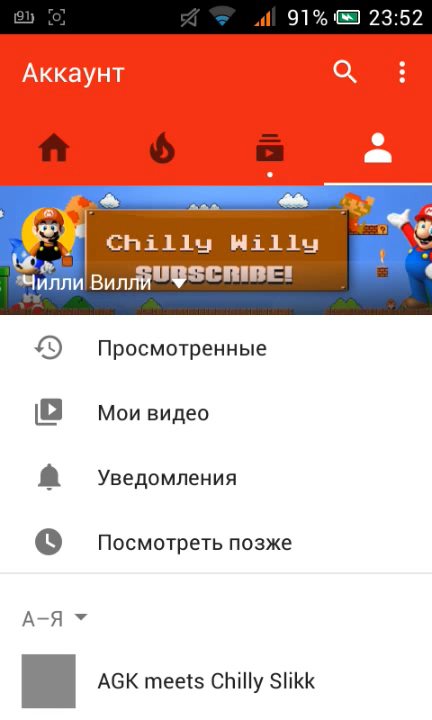 91%
23:52
Аккаунт
Chilly Willy
SUBSCRIBE!
Чилли Вилли
Просмотренные
Мои видео
Уведомления
Посмотреть позже
А–Я
AGK meets Chilly Slikk